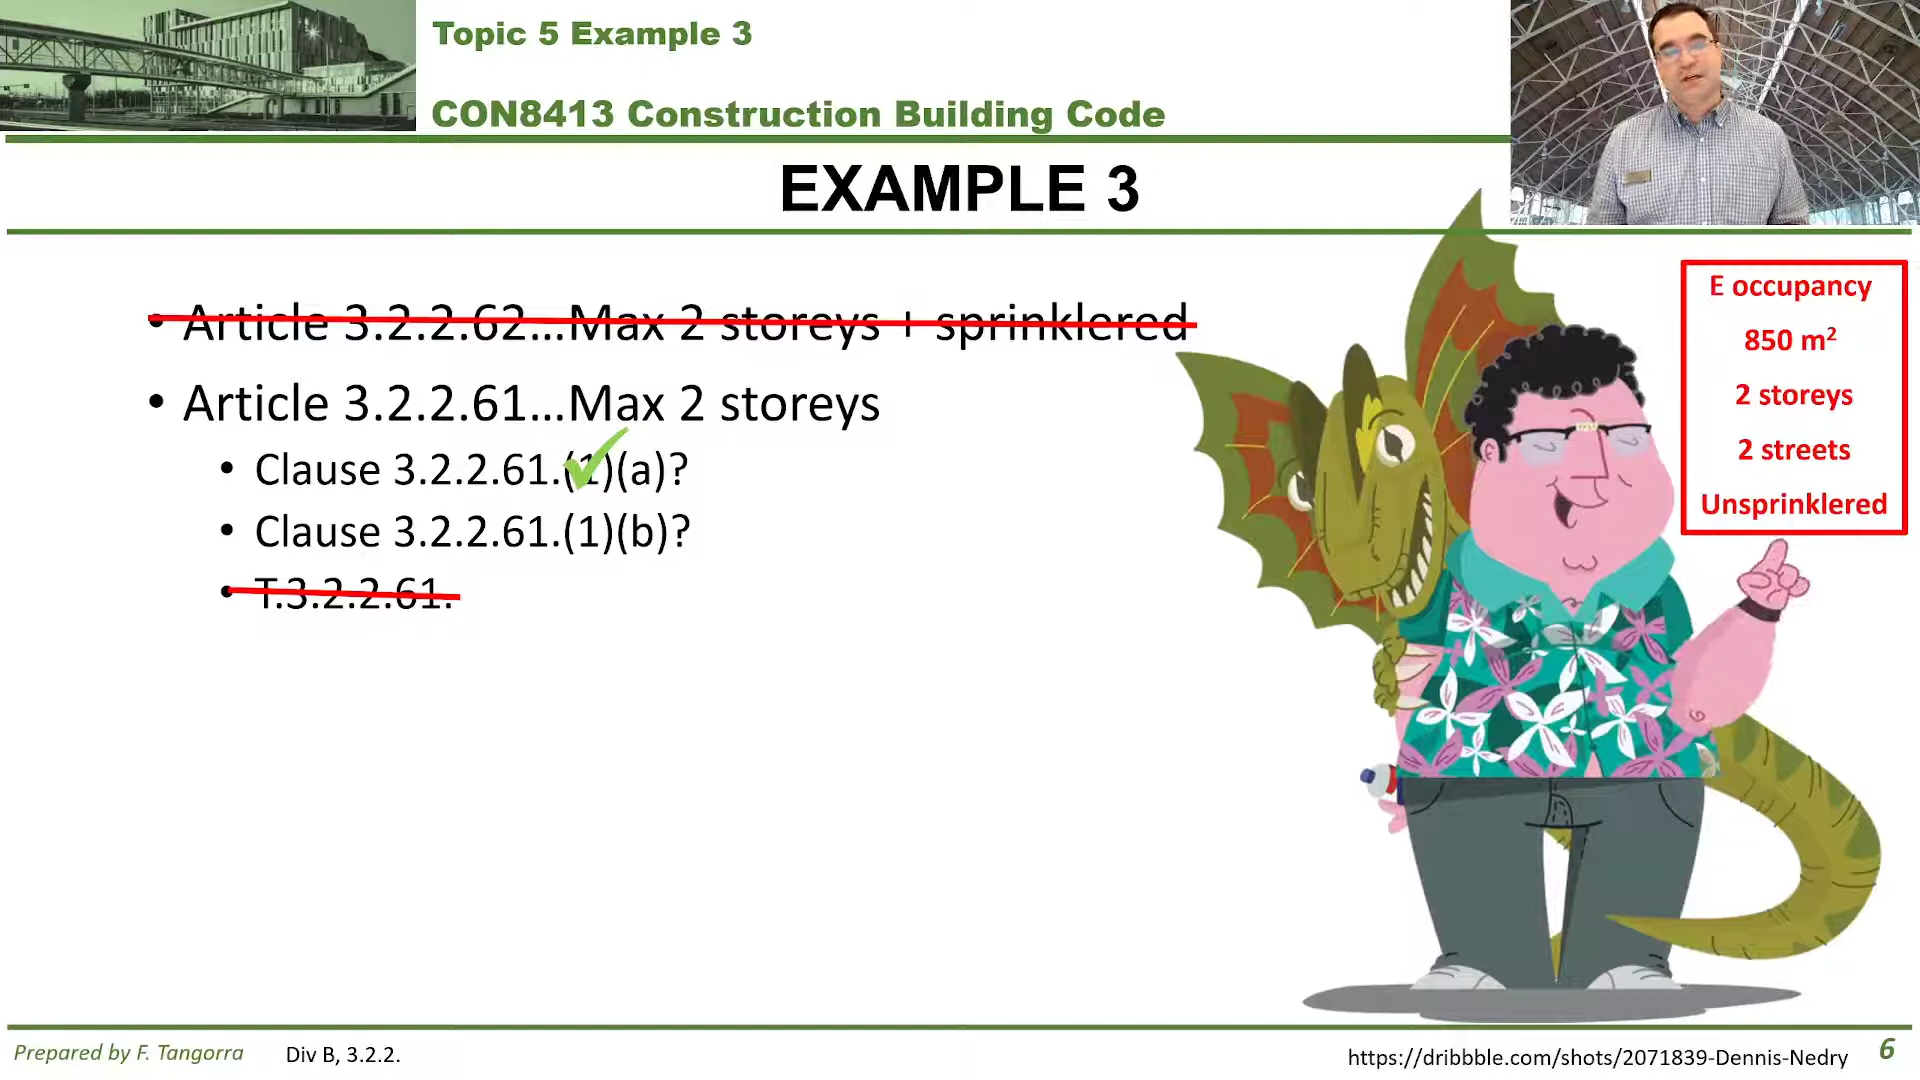 Topic 5 Example 3
CON8413 Construction Building Code
EXAMPLE 3
• Article 3.2.2.62...Max 2 storeys + sprinklered
• Article 3.2.2.61...Max 2 storeys
• Clause 3.2.2.61.(1)(a)?
• Clause 3.2.2.61.(1)(b)?
• T.3.2.2.61.
E occupancy
850 m²
2 storeys
2 streets
Unsprinklered
Prepared by F. Tangorra
Div B, 3.2.2.
https://dribbble.com/shots/2071839-Dennis-Nedry
6